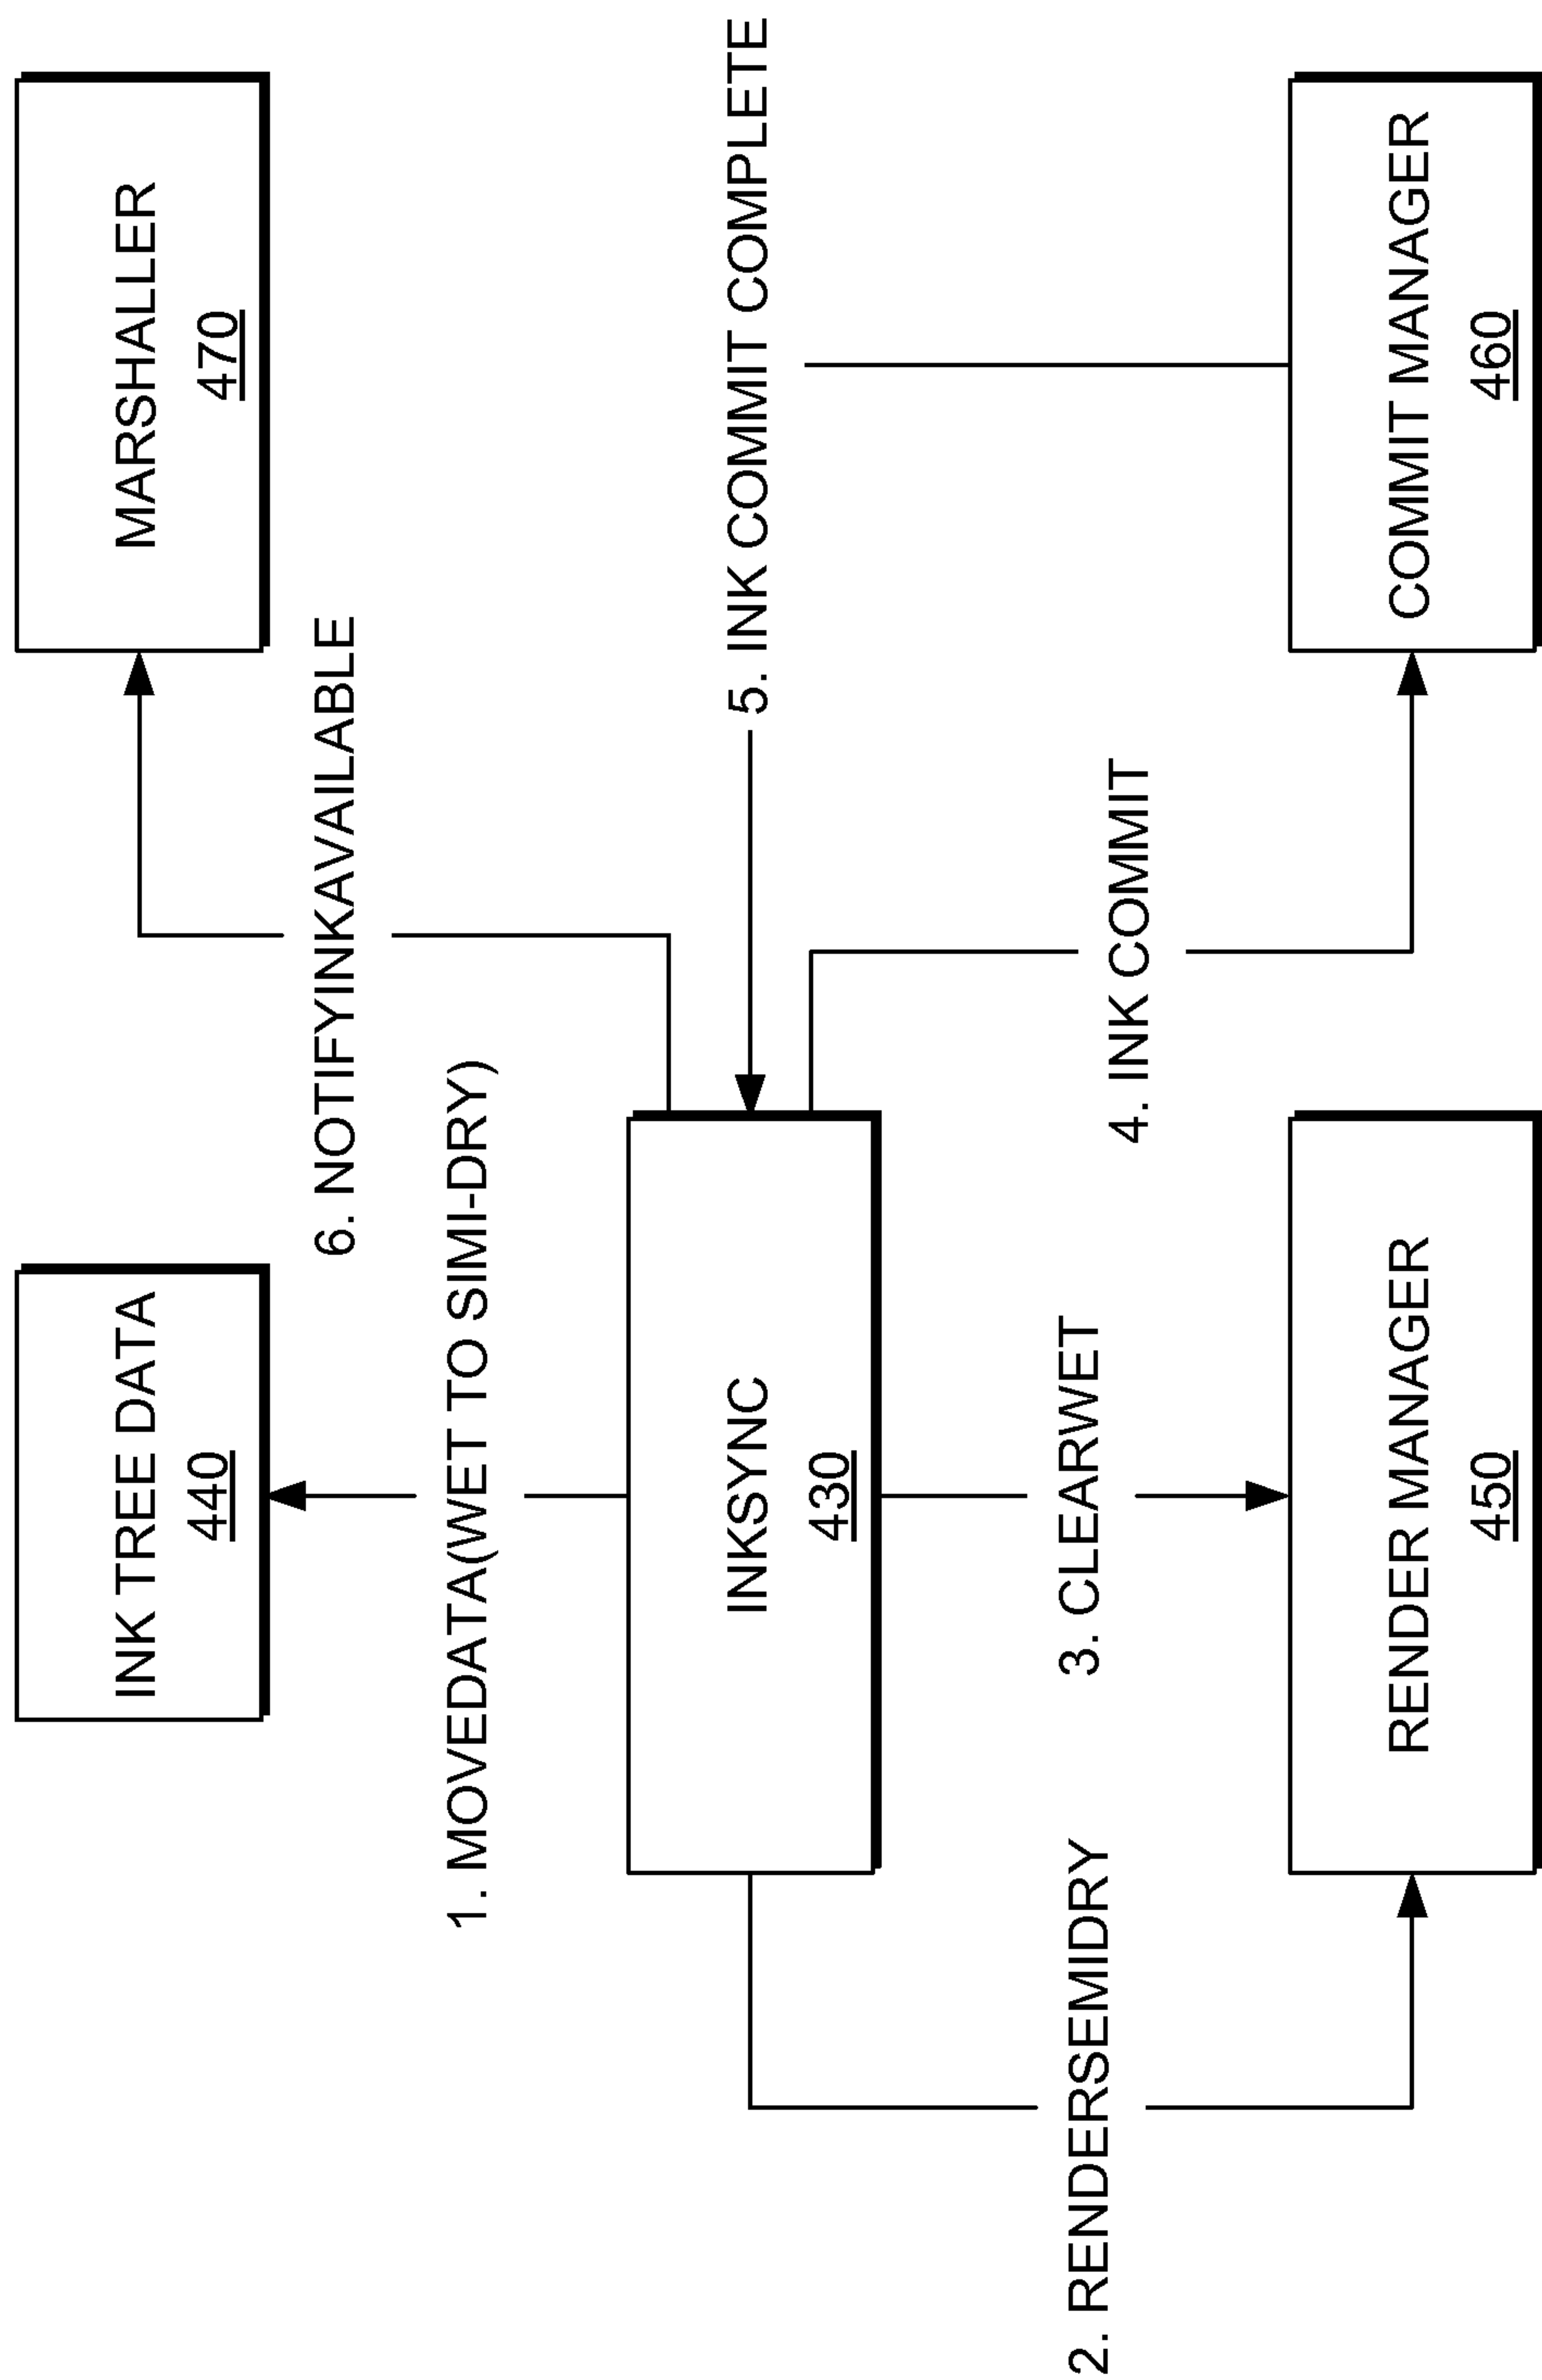 INK TREE DATA
440
MARSHALLER
470
6. NOTIFYINKAVAILABLE
1. MOVEDATA(WET TO SIMI-DRY)
INKSYNC
430
5. INK COMMIT COMPLETE
2. RENDERSEMIDRY
3. CLEARWET
4. INK COMMIT
RENDER MANAGER
450
COMMIT MANAGER
460